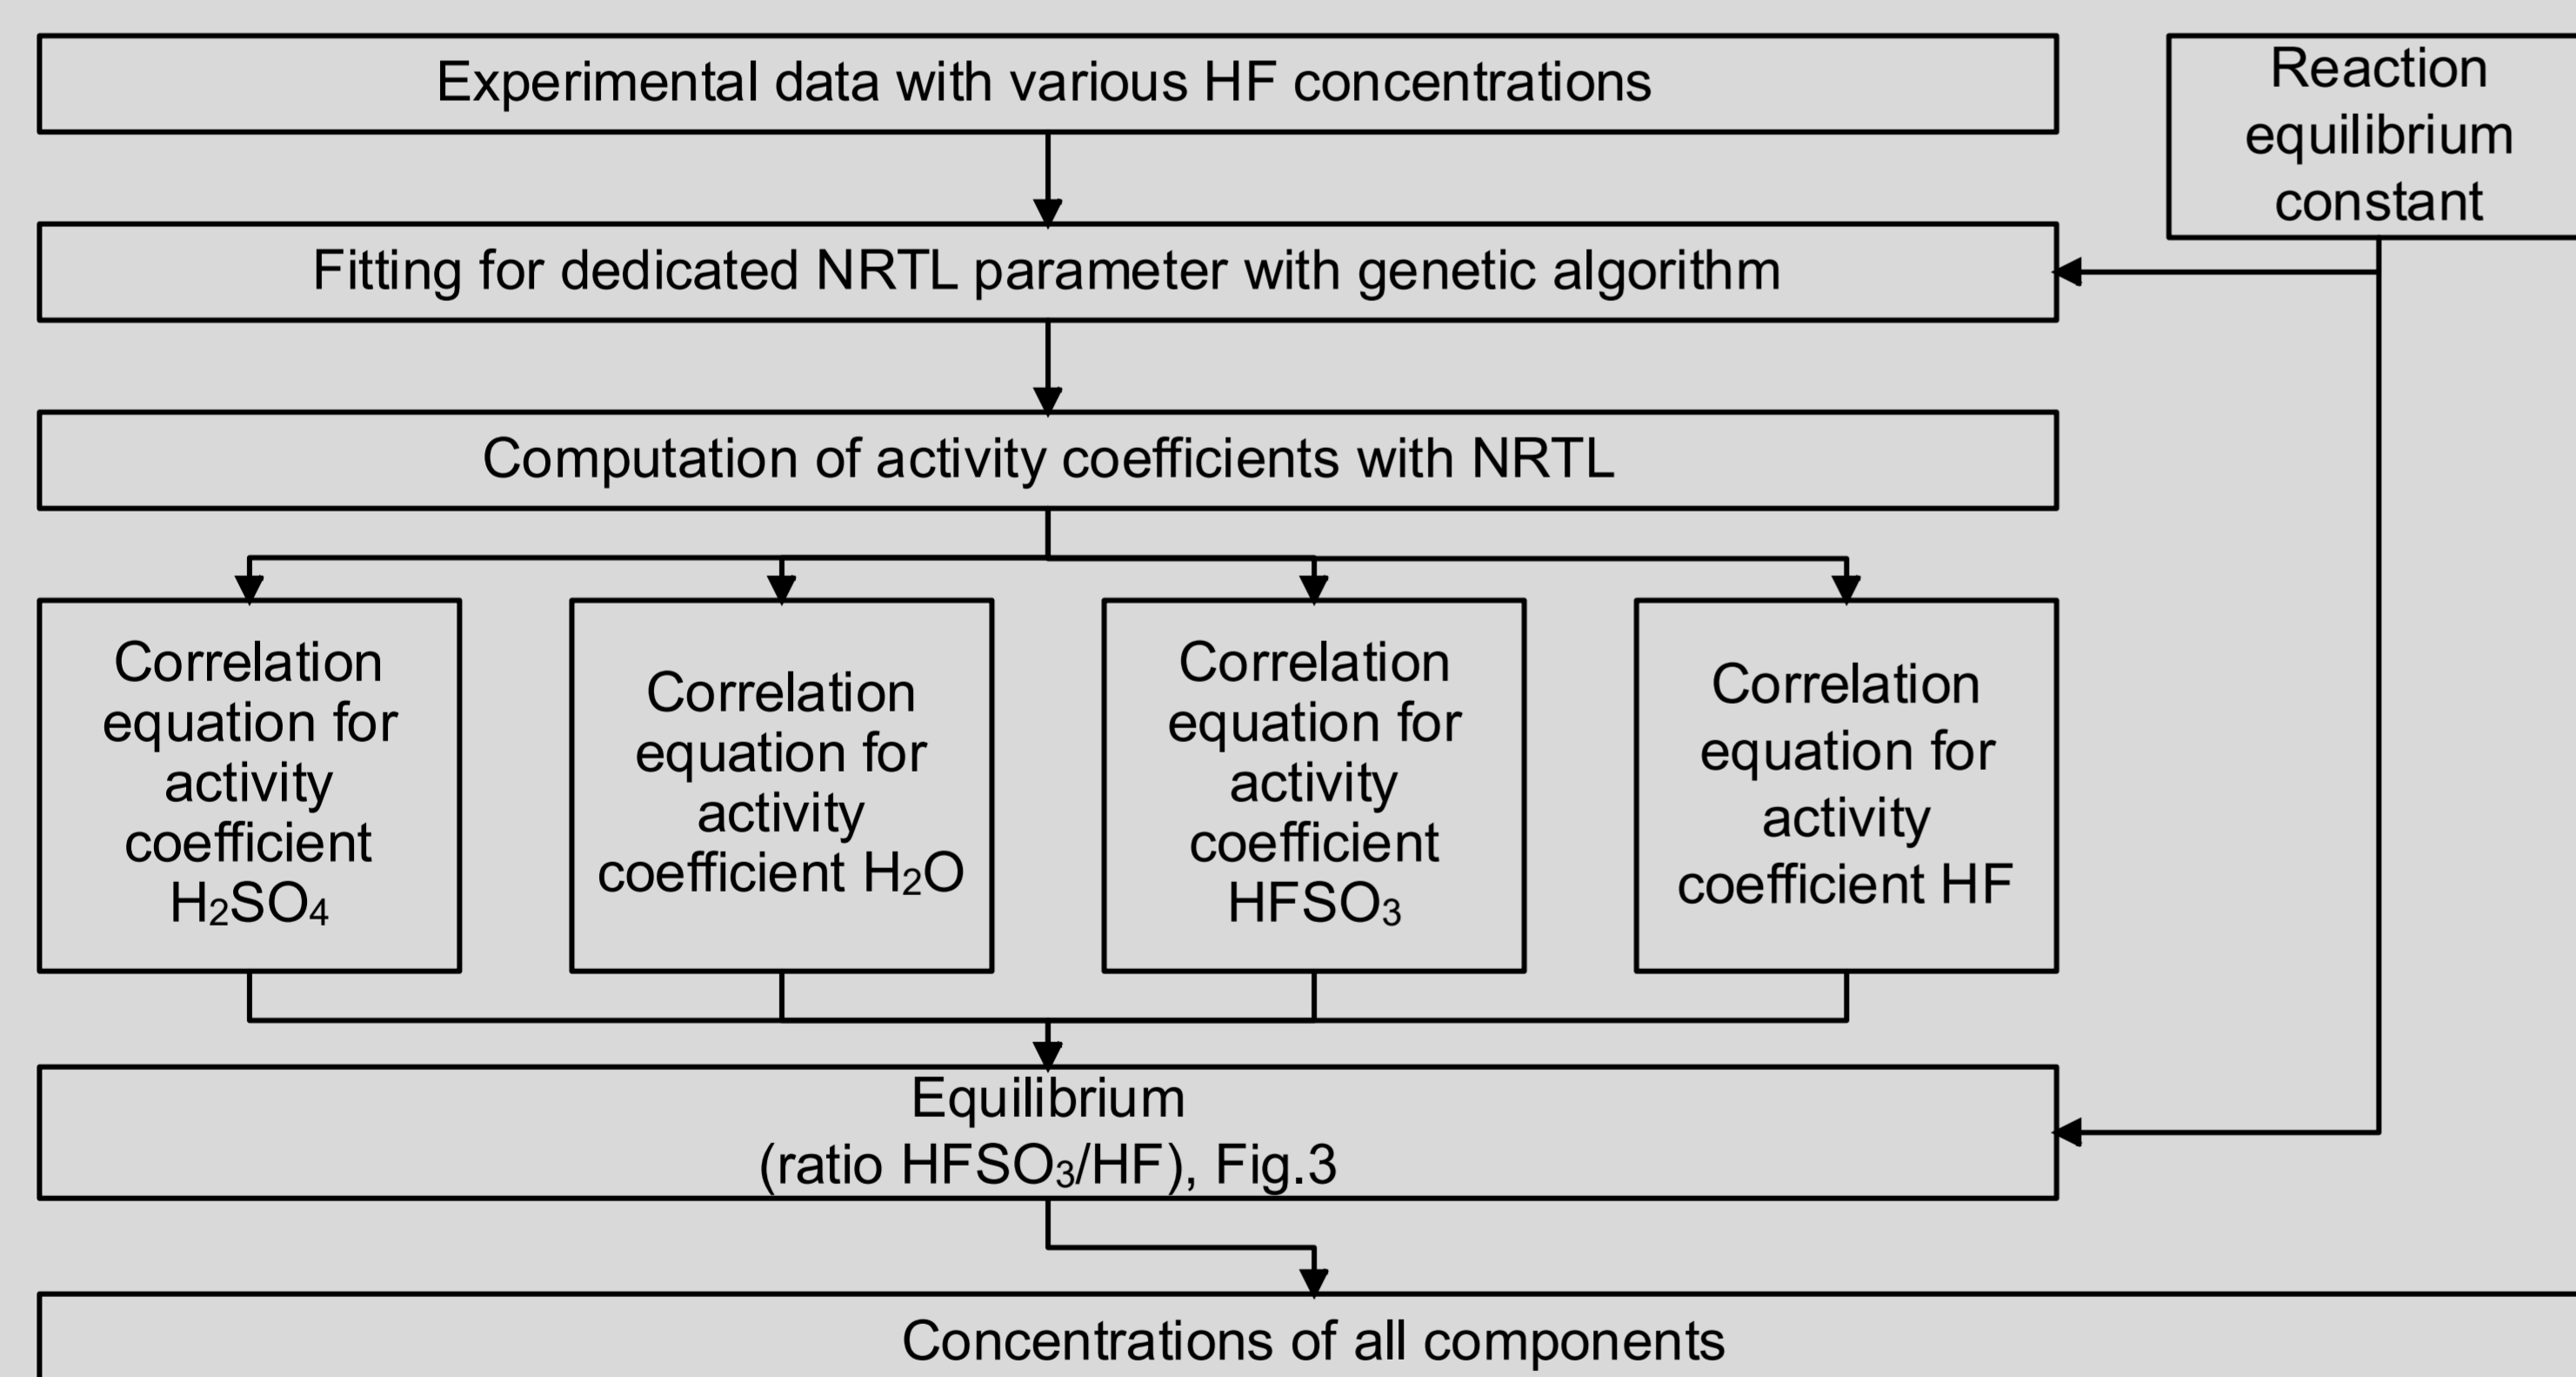 Experimental data with various HF concentrations
Reaction
equilibrium
constant
Fitting for dedicated NRTL parameter with genetic algorithm
Computation of activity coefficients with NRTL
Correlation
equation for
activity
coefficient
H₂SO₄
Correlation
equation for
activity
coefficient H₂O
Correlation
equation for
activity
coefficient
HFSO₃
Correlation
equation for
activity
coefficient HF
Equilibrium
(ratio HFSO₃/HF), Fig.3
Concentrations of all components